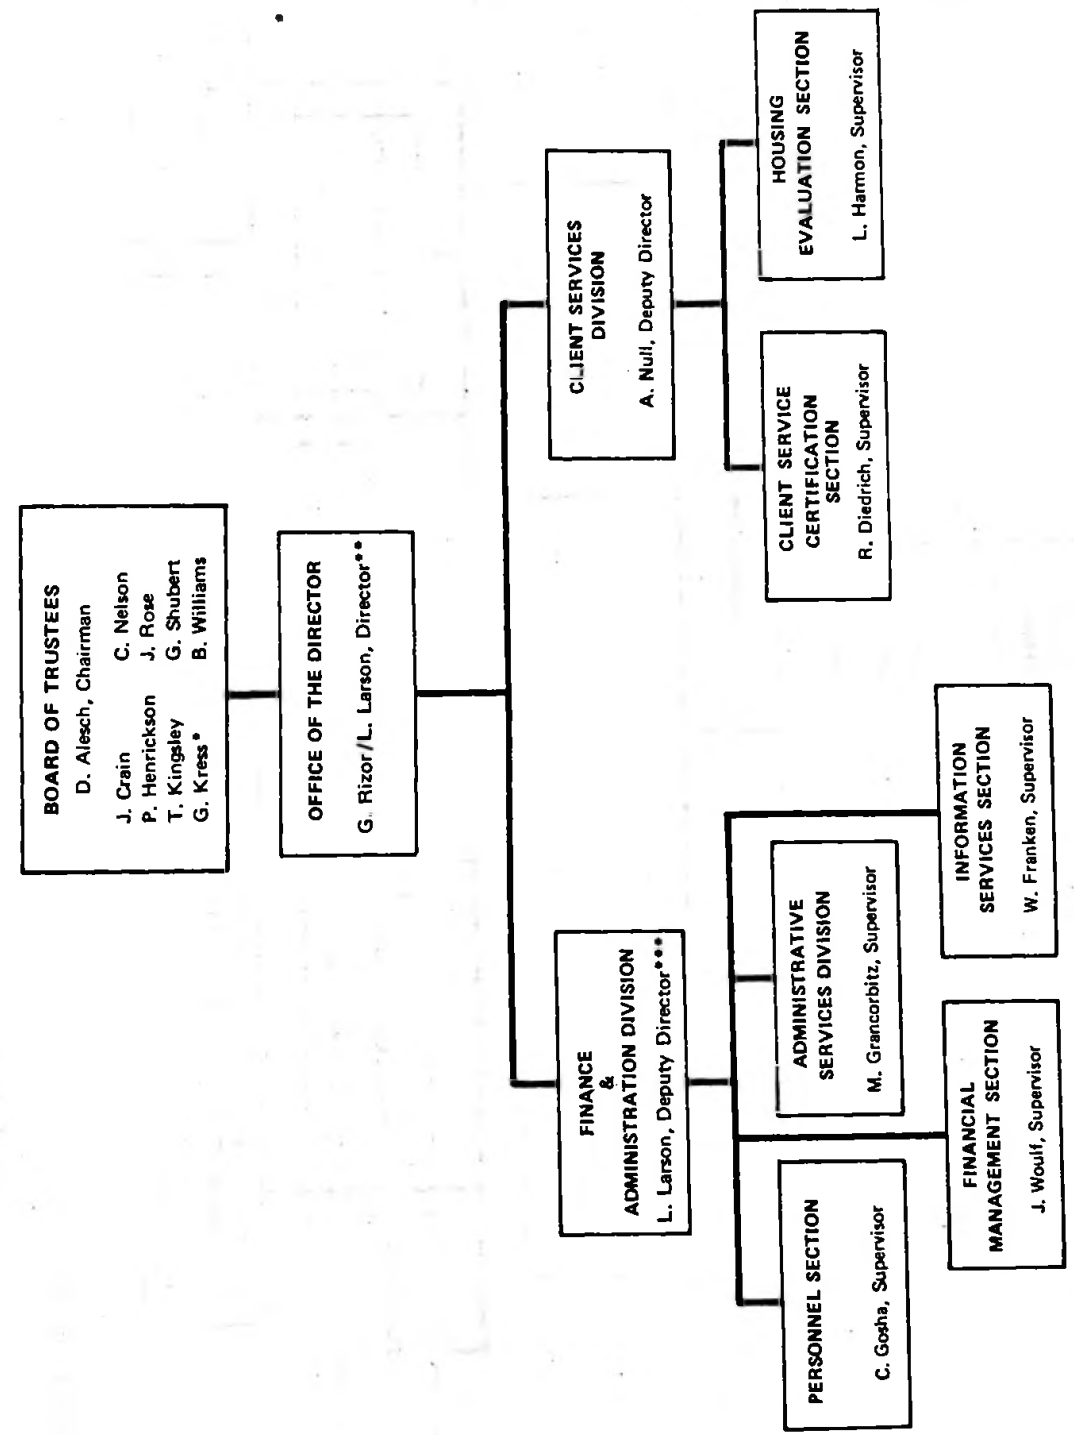 BOARD OF TRUSTEES
D. Alesch, Chairman
J. Crain C. Nelson
P. Henrickson J. Rose
T. Kingsley G. Shubert
G. Kress* B. Williams
OFFICE OF THE DIRECTOR
G. Rizor/L. Larson, Director**
FINANCE
&
ADMINISTRATION DIVISION
L. Larson, Deputy Director***
CLIENT SERVICES
DIVISION
A. Null, Deputy Director
PERSONNEL SECTION
C. Gosha, Supervisor
ADMINISTRATIVE
SERVICES DIVISION
M. Grancorbitz, Supervisor
CLIENT SERVICE
CERTIFICATION
SECTION
R. Diedrich, Supervisor
HOUSING
EVALUATION SECTION
L. Harmon, Supervisor
FINANCIAL
MANAGEMENT SECTION
J. Woulf, Supervisor
INFORMATION
SERVICES SECTION
W. Franken, Supervisor